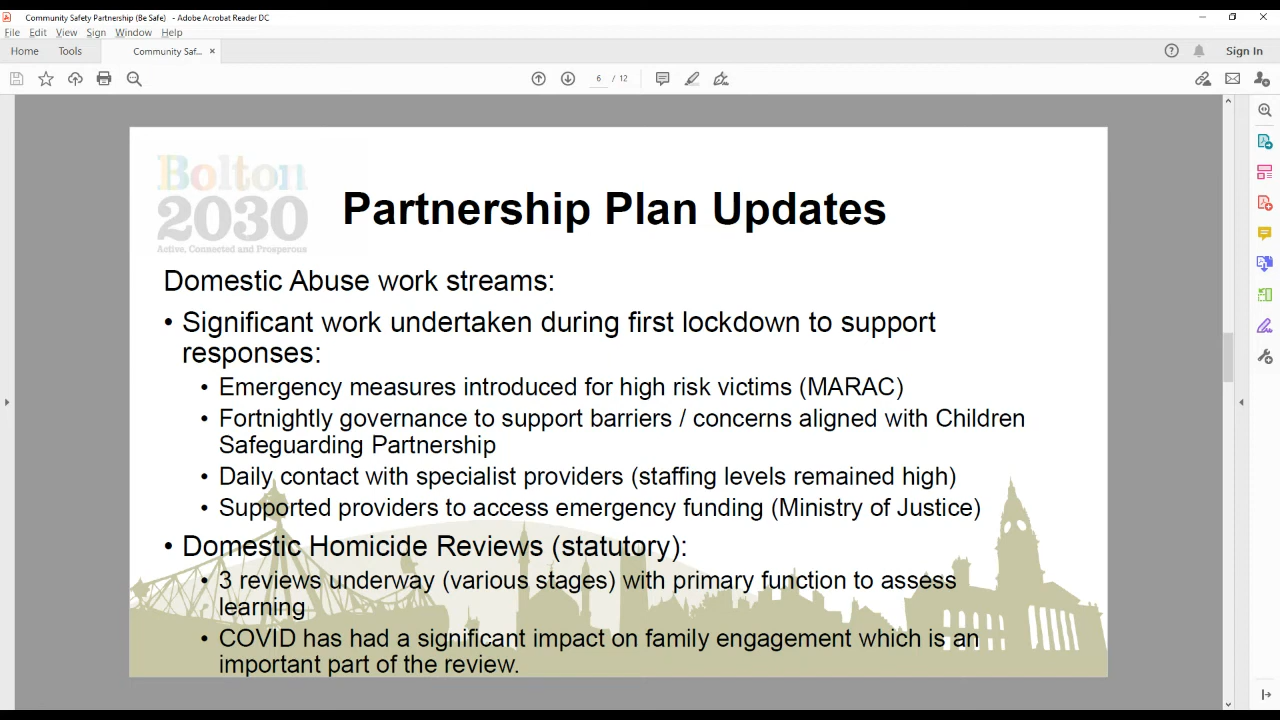 Community Safety Partnership (Be Safe) - Adobe Acrobat Reader DC
File Edit View Sign Window Help
Home Tools Community Saf... ×
Sign In
6 / 12
Bolton
2030
Active, Connected and Prosperous
Partnership Plan Updates
Domestic Abuse work streams:
• Significant work undertaken during first lockdown to support
responses:
• Emergency measures introduced for high risk victims (MARAC)
• Fortnightly governance to support barriers / concerns aligned with Children
Safeguarding Partnership
• Daily contact with specialist providers (staffing levels remained high)
• Supported providers to access emergency funding (Ministry of Justice)
• Domestic Homicide Reviews (statutory):
• 3 reviews underway (various stages) with primary function to assess
learning
• COVID has had a significant impact on family engagement which is an
important part of the review.